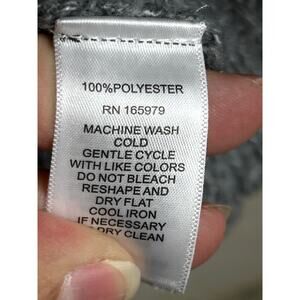 100%POLYESTER
RN 165979
MACHINE WASH
COLD
GENTLE CYCLE
WITH LIKE COLORS
DO NOT BLEACH
RESHAPE AND
DRY FLAT
COOL IRON
IF NECESSARY
DRY CLEAN